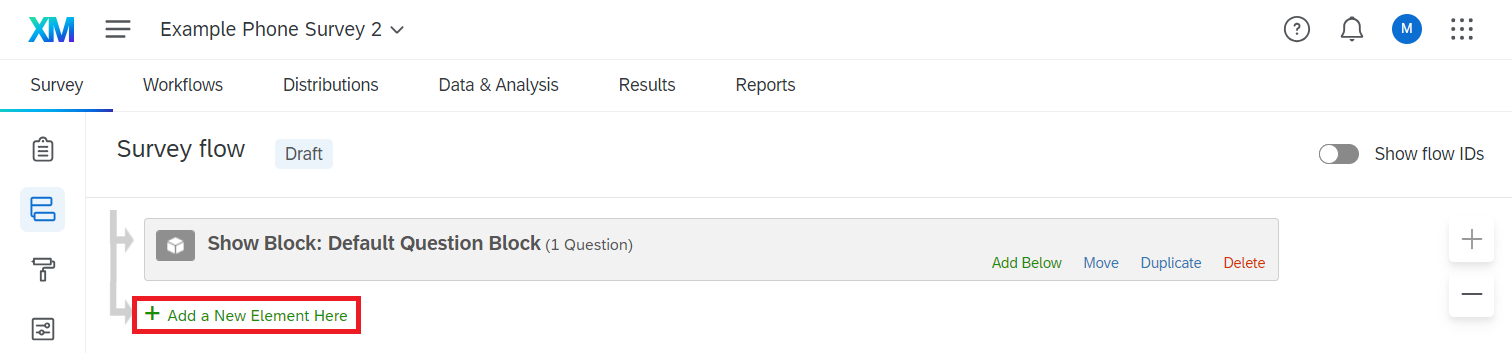 XM
Example Phone Survey 2
M
Survey Workflows Distributions Data & Analysis Results Reports
Survey flow Draft
Show flow IDs
Show Block: Default Question Block (1 Question)
Add Below Move Duplicate Delete
+ Add a New Element Here